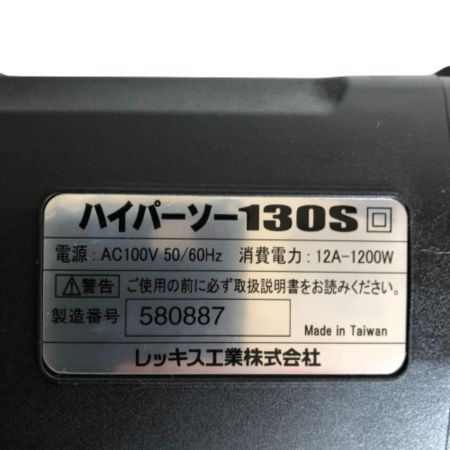 ハイパーソー130S
電源:AC100V 50/60Hz 消費電力:12A-1200W
警告 ご使用の前に必ず取扱説明書をお読みください。
製造番号 580887 Made in Taiwan
レッキス工業株式会社